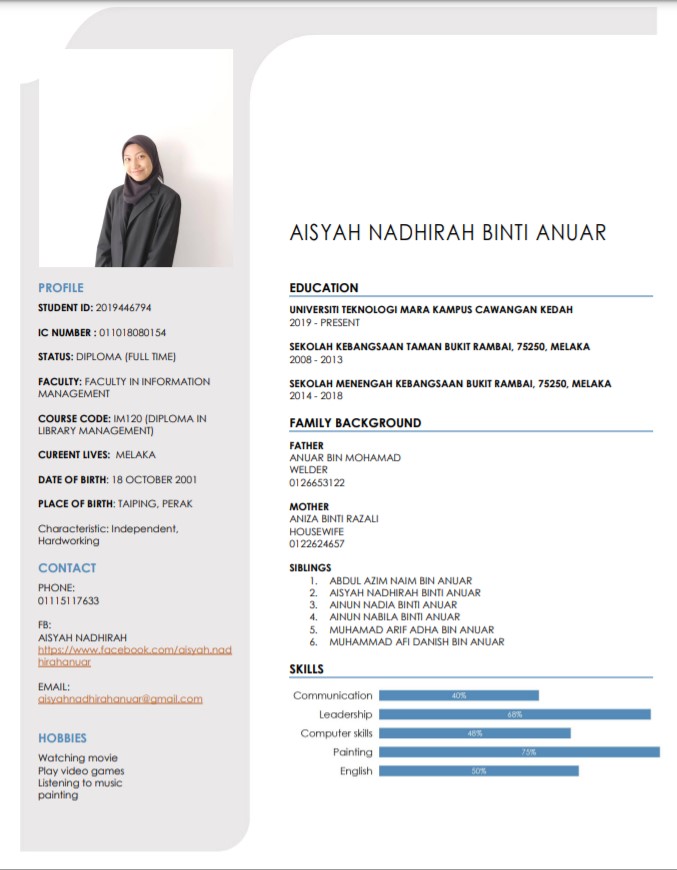 AISYAH NADHIRAH BINTI ANUAR
PROFILE
STUDENT ID: 2019446794
IC NUMBER : 011018080154
STATUS: DIPLOMA (FULL TIME)
FACULTY: FACULTY IN INFORMATION
MANAGEMENT
COURSE CODE: IM120 (DIPLOMA IN
LIBRARY MANAGEMENT)
CUREENT LIVES: MELAKA
DATE OF BIRTH: 18 OCTOBER 2001
PLACE OF BIRTH: TAIPING, PERAK
Characteristic: Independent,
Hardworking
CONTACT
PHONE:
01115117633
FB:
AISYAH NADHIRAH
https://www.facebook.com/aisyah.nad
hirahanuar
EMAIL:
aisyahnadhirahanuar@gmail.com
HOBBIES
Watching movie
Play video games
Listening to music
painting
EDUCATION
UNIVERSITI TEKNOLOGI MARA KAMPUS CAWANGAN KEDAH
2019 - PRESENT
SEKOLAH KEBANGSAAN TAMAN BUKIT RAMBAI, 75250, MELAKA
2008 - 2013
SEKOLAH MENENGAH KEBANGSAAN BUKIT RAMBAI, 75250, MELAKA
2014 - 2018
FAMILY BACKGROUND
FATHER
ANUAR BIN MOHAMAD
WELDER
0126653122
MOTHER
ANIZA BINTI RAZALI
HOUSEWIFE
0122624657
SIBLINGS
1. ABDUL AZIM NAIM BIN ANUAR
2. AISYAH NADHIRAH BINTI ANUAR
3. AINUN NADIA BINTI ANUAR
4. AINUN NABILA BINTI ANUAR
5. MUHAMAD ARIF ADHA BIN ANUAR
6. MUHAMMAD AFI DANISH BIN ANUAR
SKILLS
Communication 40%
Leadership 68%
Computer skills 48%
Painting 75%
English 50%